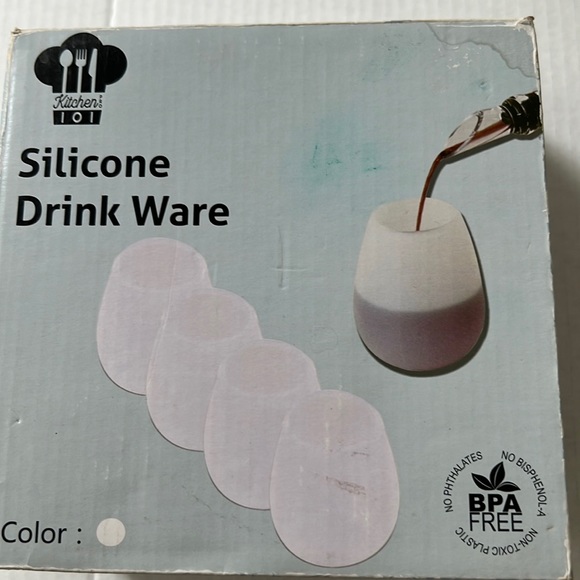 Kitchen
101
Silicone
Drink Ware
Color :
NO PHTHALATES
NO BISPHENOL-A
NON-TOXIC PLASTIC
BPA
FREE